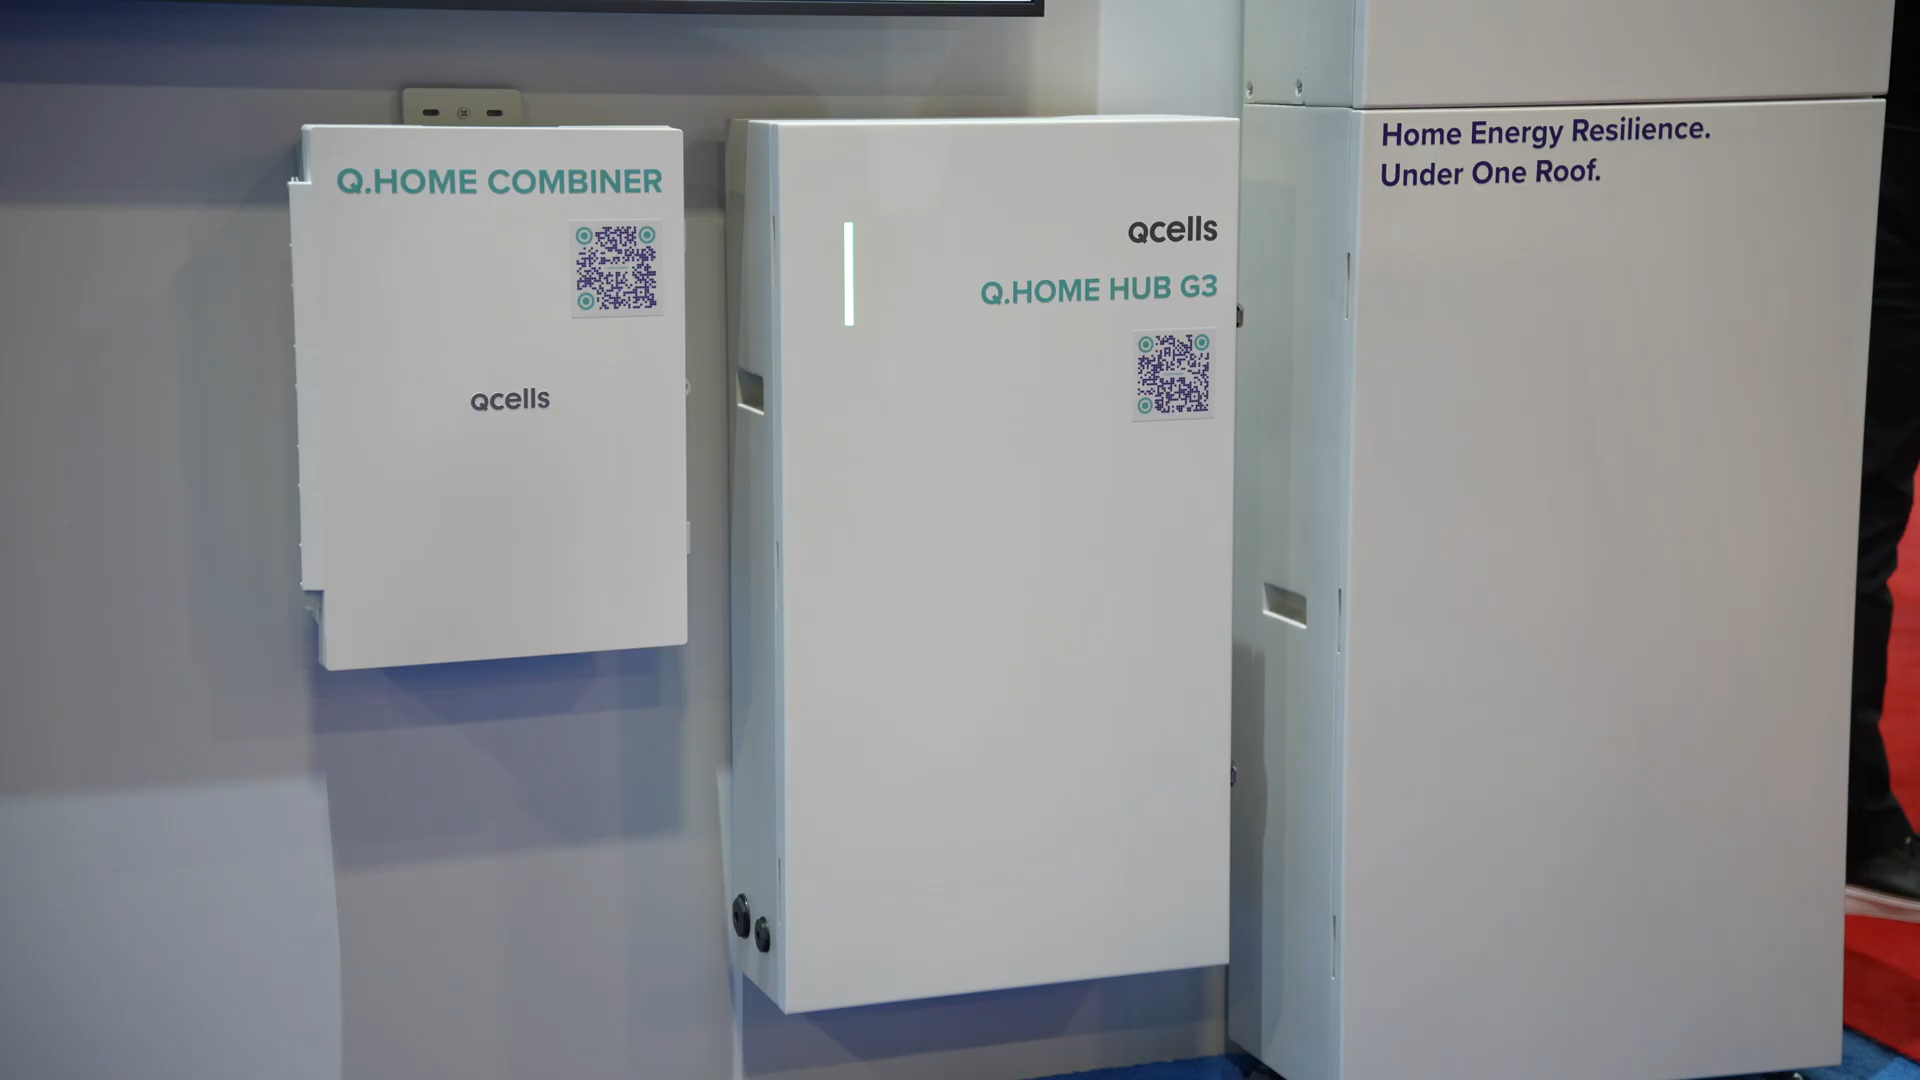 Q.HOME COMBINER
qcells
qcells
Q.HOME HUB G3
Home Energy Resilience.
Under One Roof.